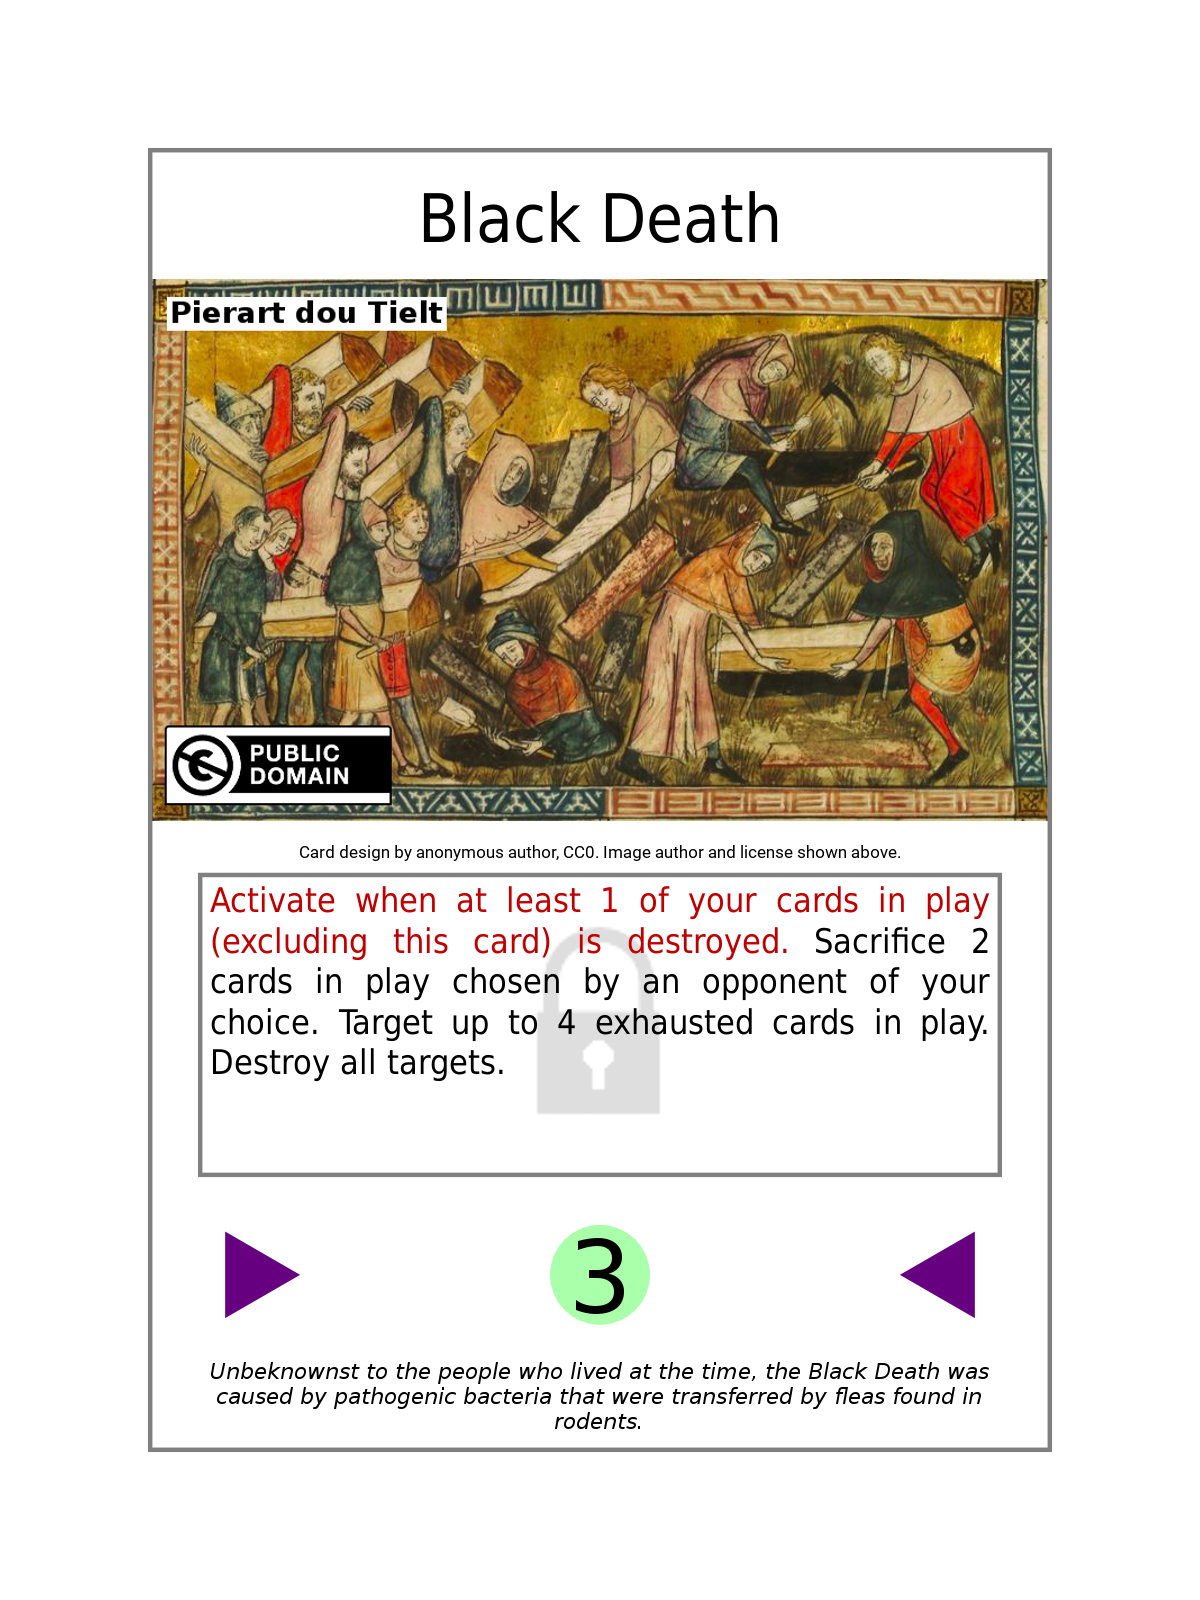 Black Death
Pierart dou Tielt
PUBLIC
DOMAIN
Card design by anonymous author, CC0. Image author and license shown above.
Activate when at least 1 of your cards in play
(excluding this card) is destroyed. Sacrifice 2
cards in play chosen by an opponent of your
choice. Target up to 4 exhausted cards in play.
Destroy all targets.
3
Unbeknownst to the people who lived at the time, the Black Death was
caused by pathogenic bacteria that were transferred by fleas found in
rodents.